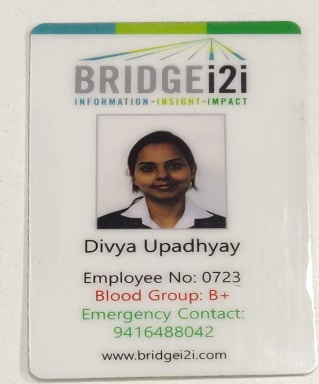 BRIDGEi2i
INFORMATION-INSIGHT-IMPACT
Divya Upadhyay
Employee No: 0723
Blood Group: B+
Emergency Contact:
9416488042
www.bridgei2i.com